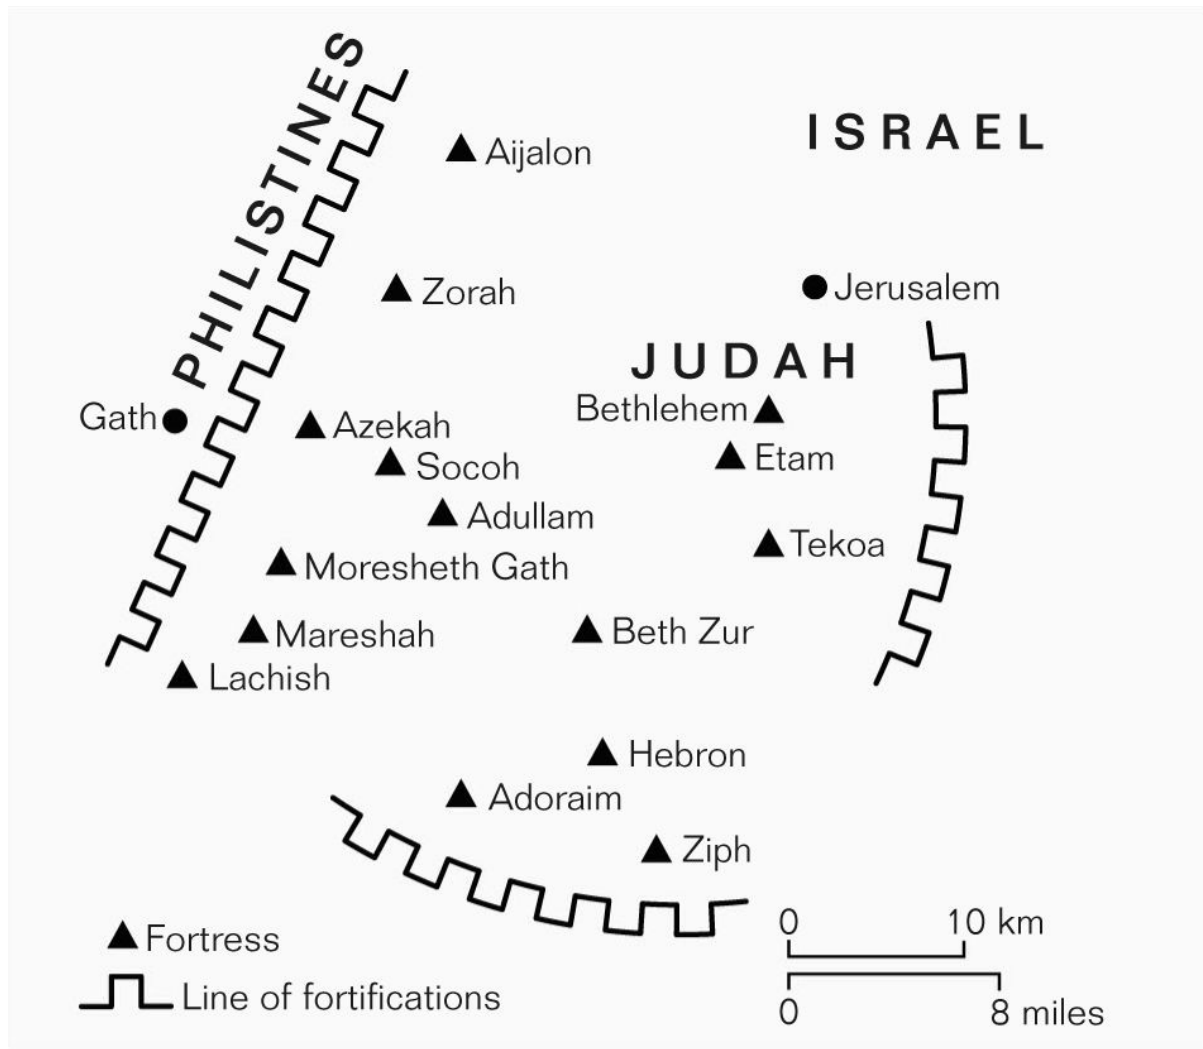 PHILISTINES
ISRAEL
Aijalon
Zorah
Jerusalem
JUDAH
Gath
Azekah
Bethlehem
Socoh
Etam
Adullam
Tekoa
Moresheth Gath
Mareshah
Beth Zur
Lachish
Hebron
Adoraim
Ziph
Fortress
Line of fortifications
0 10 km
0 8 miles